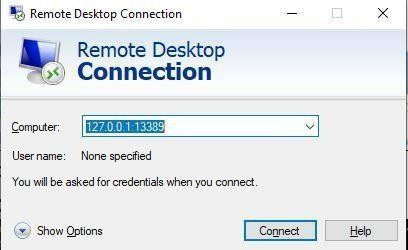 Remote Desktop Connection
Remote Desktop
Connection
Computer: 127.0.0.1:13389
User name: None specified
You will be asked for credentials when you connect.
Show Options Connect Help